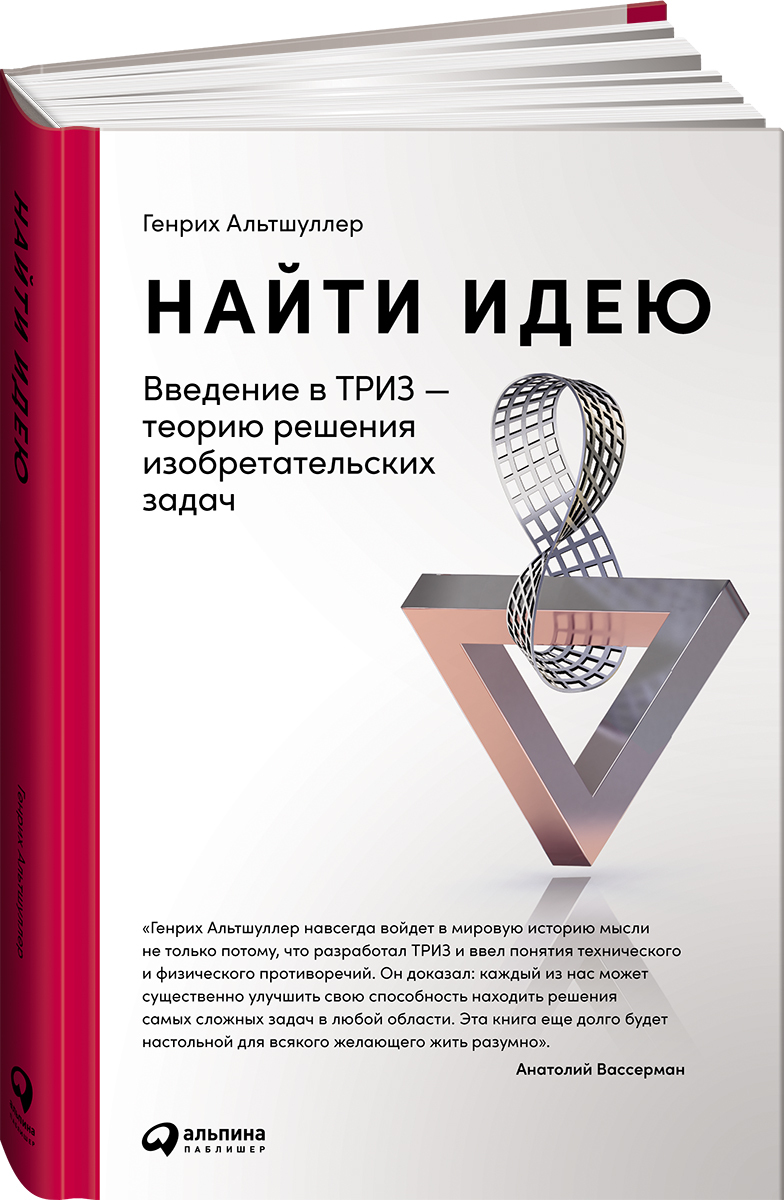 Генрих Альтшуллер
НАЙТИ ИДЕЮ
Введение в ТРИЗ —
теорию решения
изобретательских
задач
«Генрих Альтшуллер навсегда войдет в мировую историю мысли
не только потому, что разработал ТРИЗ и ввел понятия технического
и физического противоречий. Он доказал: каждый из нас может
существенно улучшить свою способность находить решения
самых сложных задач в любой области. Эта книга еще долго будет
настольной для всякого желающего жить разумно».
Анатолий Вассерман
альпина
ПАБЛИШЕР
НАЙТИ ИДЕЮ
Генрих Альтшуллер
альпина
ПАБЛИШЕР